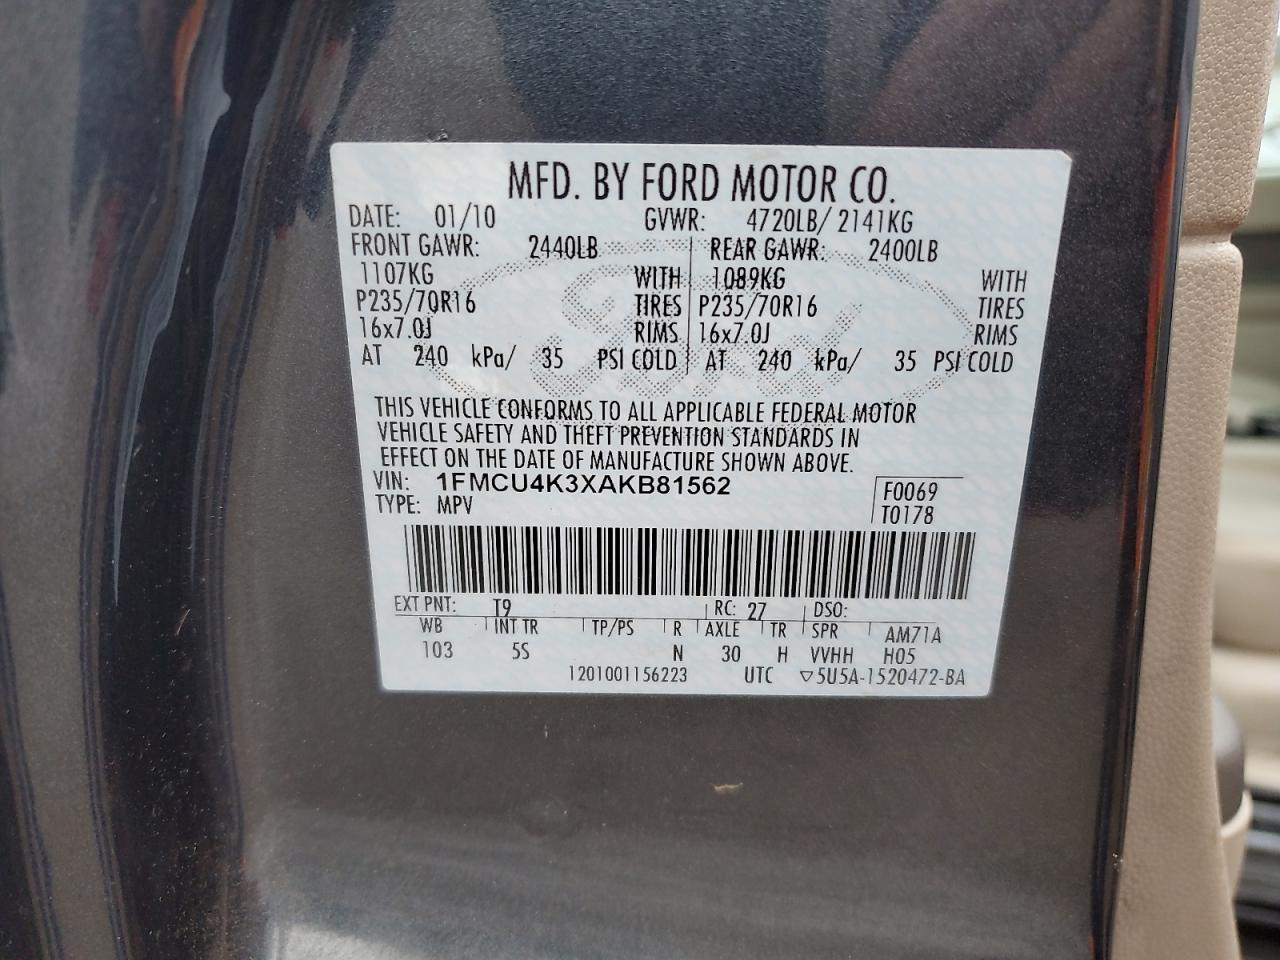 MFD. BY FORD MOTOR CO.
DATE: 01/10 GVWR: 4720LB/ 2141KG
FRONT GAWR: 2440LB REAR GAWR: 2400LB
1107KG WITH 1089KG WITH
P235/70R16 TIRES P235/70R16 TIRES
16x7.0J RIMS 16x7.0J RIMS
AT 240 kPa/ 35 PSI COLD AT 240 kPa/ 35 PSI COLD
THIS VEHICLE CONFORMS TO ALL APPLICABLE FEDERAL MOTOR
VEHICLE SAFETY AND THEFT PREVENTION STANDARDS IN
EFFECT ON THE DATE OF MANUFACTURE SHOWN ABOVE.
VIN: 1FMCU4K3XAKB81562 F0069
TYPE: MPV T0178
EXT PNT: T9 RC: 27 DSO:
WB INT TR TP/PS R AXLE TR SPR AM71A
103 5S N 30 H VVHH H05
1201001156223 UTC ▽5U5A-1520472-BA